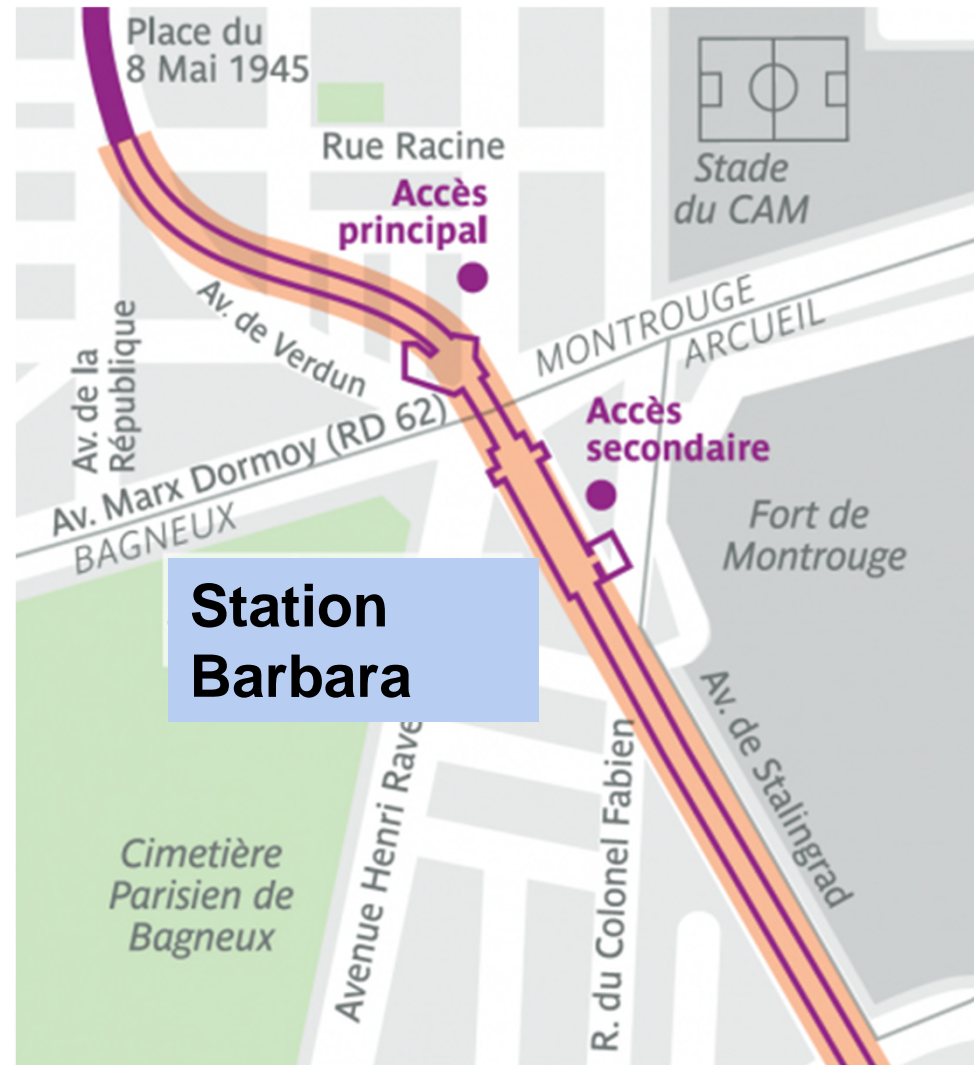 Place du
8 Mai 1945
Rue Racine
Accès
principal
Stade
du CAM
Av. de Verdun
MONTROUGE
ARCUEIL
Av. de la
République
Accès
secondaire
Av. Marx Dormoy (RD 62)
BAGNEUX
Fort de
Montrouge
Station
Barbara
Av. de Stalingrad
Avenue Henri Rave
R. du Colonel Fabien
Cimetière
Parisien de
Bagneux